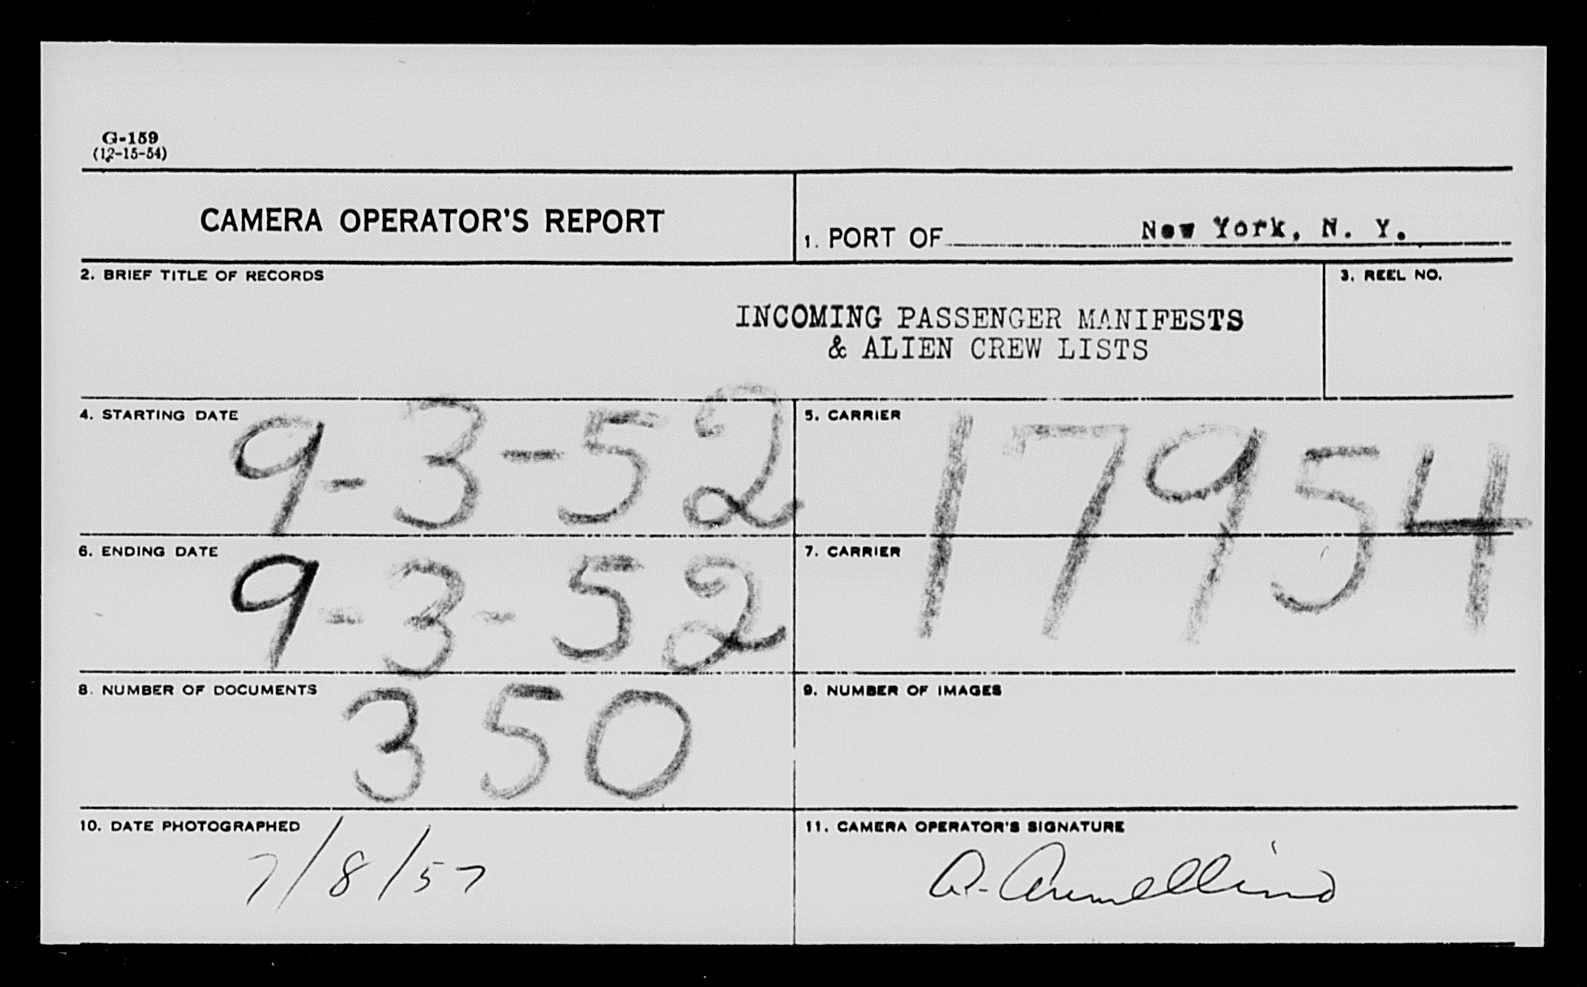 G-159
(12-15-54)
CAMERA OPERATOR'S REPORT
1. PORT OF New York, N. Y.
2. BRIEF TITLE OF RECORDS
3. REEL NO.
INCOMING PASSENGER MANIFESTS
& ALIEN CREW LISTS
4. STARTING DATE
9-3-52
5. CARRIER
17954
6. ENDING DATE
9-3-52
7. CARRIER
8. NUMBER OF DOCUMENTS
350
9. NUMBER OF IMAGES
10. DATE PHOTOGRAPHED
7/8/57
11. CAMERA OPERATOR'S SIGNATURE
A. Armellino